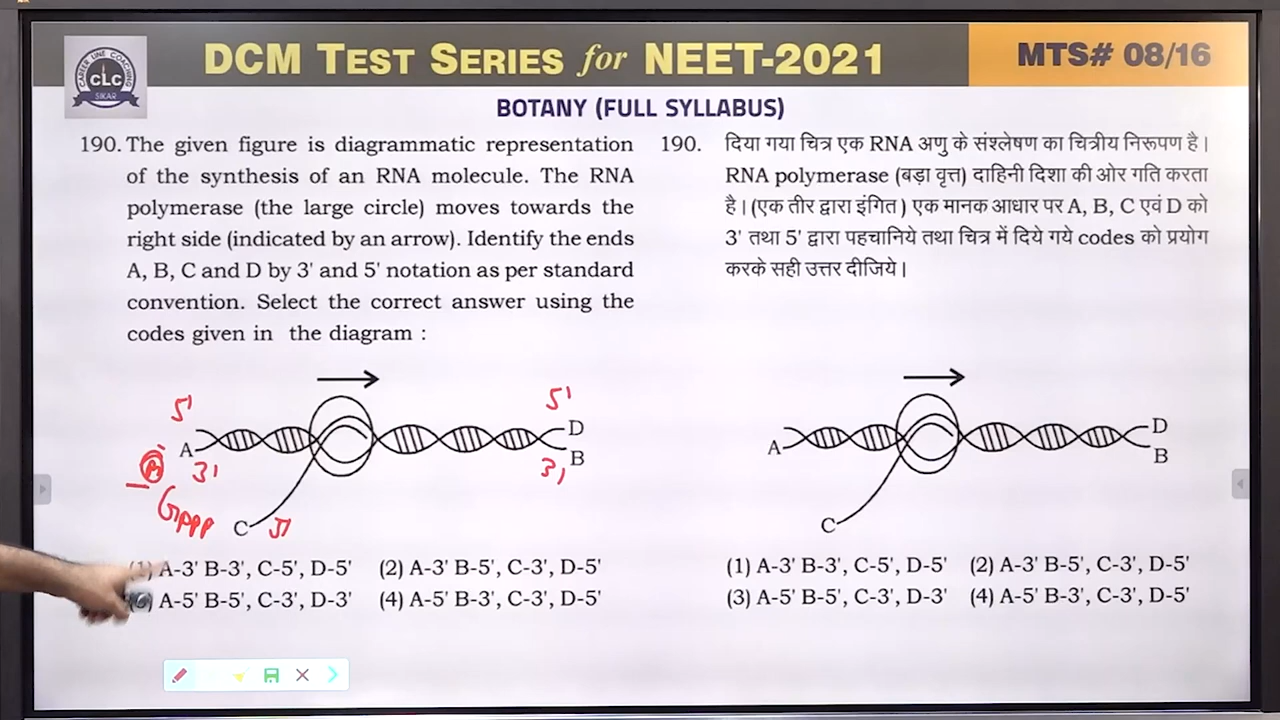 CAREER LINE COACHING
CLC
SIKAR
DCM TEST SERIES for NEET-2021
MTS# 08/16
BOTANY (FULL SYLLABUS)
190. The given figure is diagrammatic representation
of the synthesis of an RNA molecule. The RNA
polymerase (the large circle) moves towards the
right side (indicated by an arrow). Identify the ends
A, B, C and D by 3' and 5' notation as per standard
convention. Select the correct answer using the
codes given in the diagram :
5'
5'
A
D
B
3'
3'
Gppp
C
5'
(1) A-3' B-3', C-5', D-5' (2) A-3' B-5', C-3', D-5'
A-5' B-5', C-3', D-3' (4) A-5' B-3', C-3', D-5'
190. दिया गया चित्र एक RNA अणु के संश्लेषण का चित्रीय निरूपण है।
RNA polymerase (बड़ा वृत्त) दाहिनी दिशा की ओर गति करता
है। (एक तीर द्वारा इंगित) एक मानक आधार पर A, B, C एवं D को
3' तथा 5' द्वारा पहचानिये तथा चित्र में दिये गये codes को प्रयोग
करके सही उत्तर दीजिये।
A
D
B
C
(1) A-3' B-3', C-5', D-5' (2) A-3' B-5', C-3', D-5'
(3) A-5' B-5', C-3', D-3' (4) A-5' B-3', C-3', D-5'